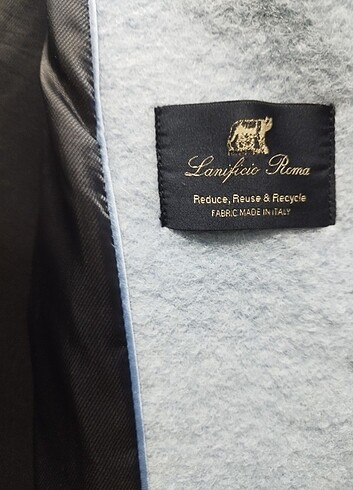 Lanificio Roma
Reduce, Reuse & Recycle
FABRIC MADE IN ITALY